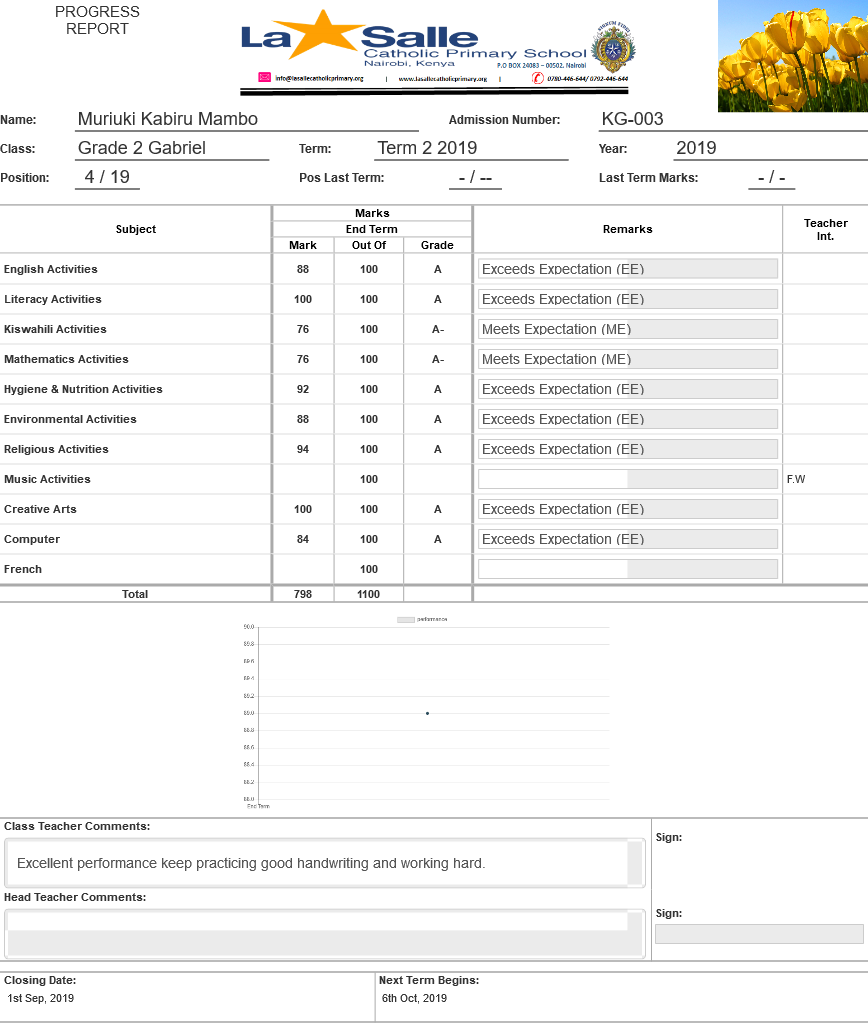 PROGRESS
REPORT
La Salle
Catholic Primary School
Nairobi, Kenya
P.O BOX 24083 – 00502, Nairobi
info@lasallecatholicprimary.org | www.lasallecatholicprimary.org | 0780-446-644/ 0792-446-644
Name: Muriuki Kabiru Mambo Admission Number: KG-003
Class: Grade 2 Gabriel Term: Term 2 2019 Year: 2019
Position: 4 / 19 Pos Last Term: - / -- Last Term Marks: - / -
Subject Marks Remarks Teacher Int.
End Term
Mark Out Of Grade
English Activities 88 100 A Exceeds Expectation (EE)
Literacy Activities 100 100 A Exceeds Expectation (EE)
Kiswahili Activities 76 100 A- Meets Expectation (ME)
Mathematics Activities 76 100 A- Meets Expectation (ME)
Hygiene & Nutrition Activities 92 100 A Exceeds Expectation (EE)
Environmental Activities 88 100 A Exceeds Expectation (EE)
Religious Activities 94 100 A Exceeds Expectation (EE)
Music Activities 100 F.W
Creative Arts 100 100 A Exceeds Expectation (EE)
Computer 84 100 A Exceeds Expectation (EE)
French 100
Total 798 1100
performance
90.0
89.8
89.6
89.4
89.2
89.0
88.8
88.6
88.4
88.2
88.0
End Term
Class Teacher Comments:
Sign:
Excellent performance keep practicing good handwriting and working hard.
Head Teacher Comments:
Sign:
Closing Date: Next Term Begins:
1st Sep, 2019 6th Oct, 2019